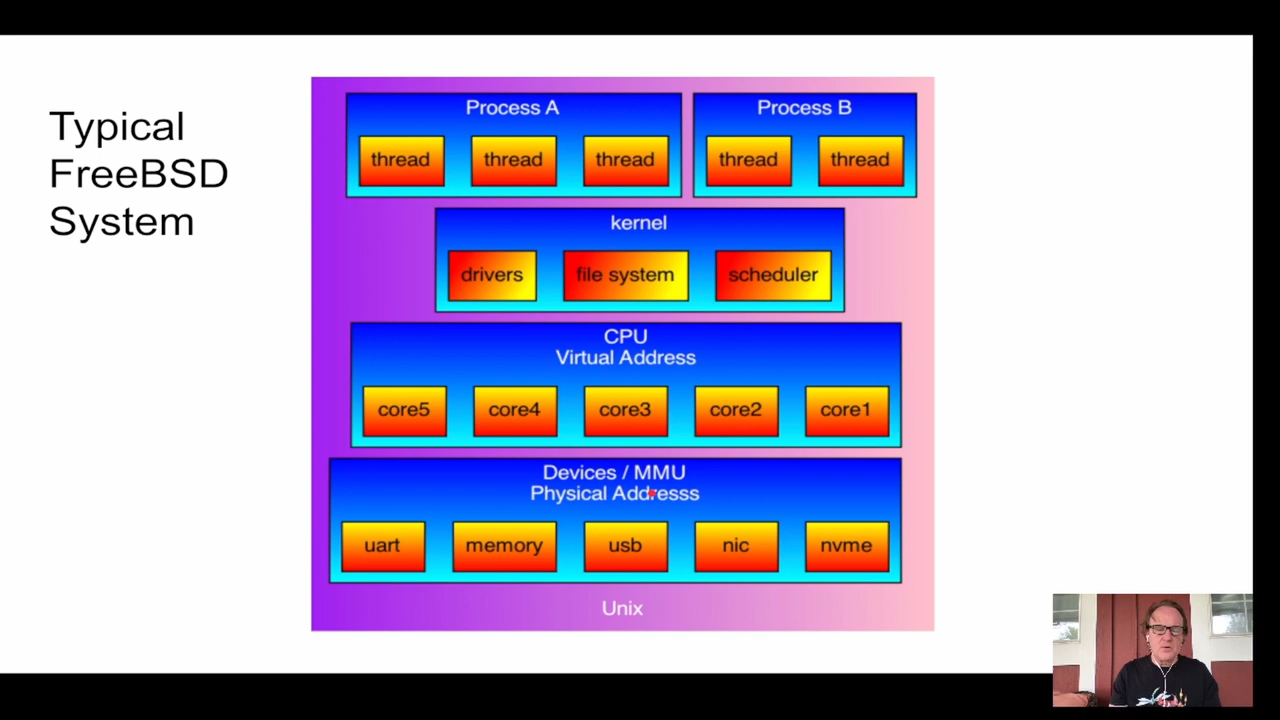 Typical
FreeBSD
System
Process A
thread
thread
thread
Process B
thread
thread
kernel
drivers
file system
scheduler
CPU
Virtual Address
core5
core4
core3
core2
core1
Devices / MMU
Physical Addresss
uart
memory
usb
nic
nvme
Unix